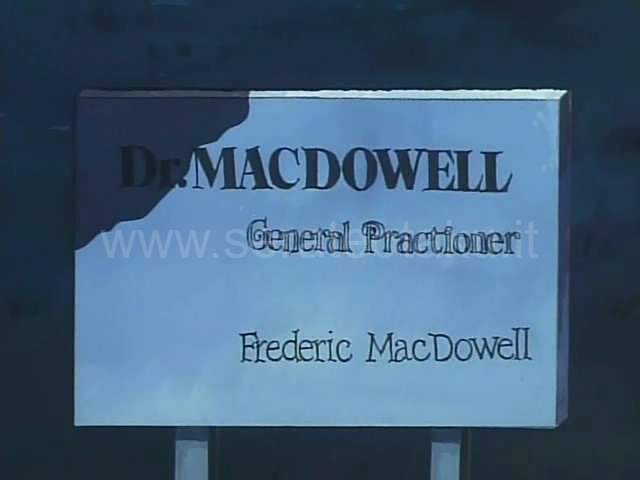 Dr. MACDOWELL
General Practioner
Frederic MacDowell